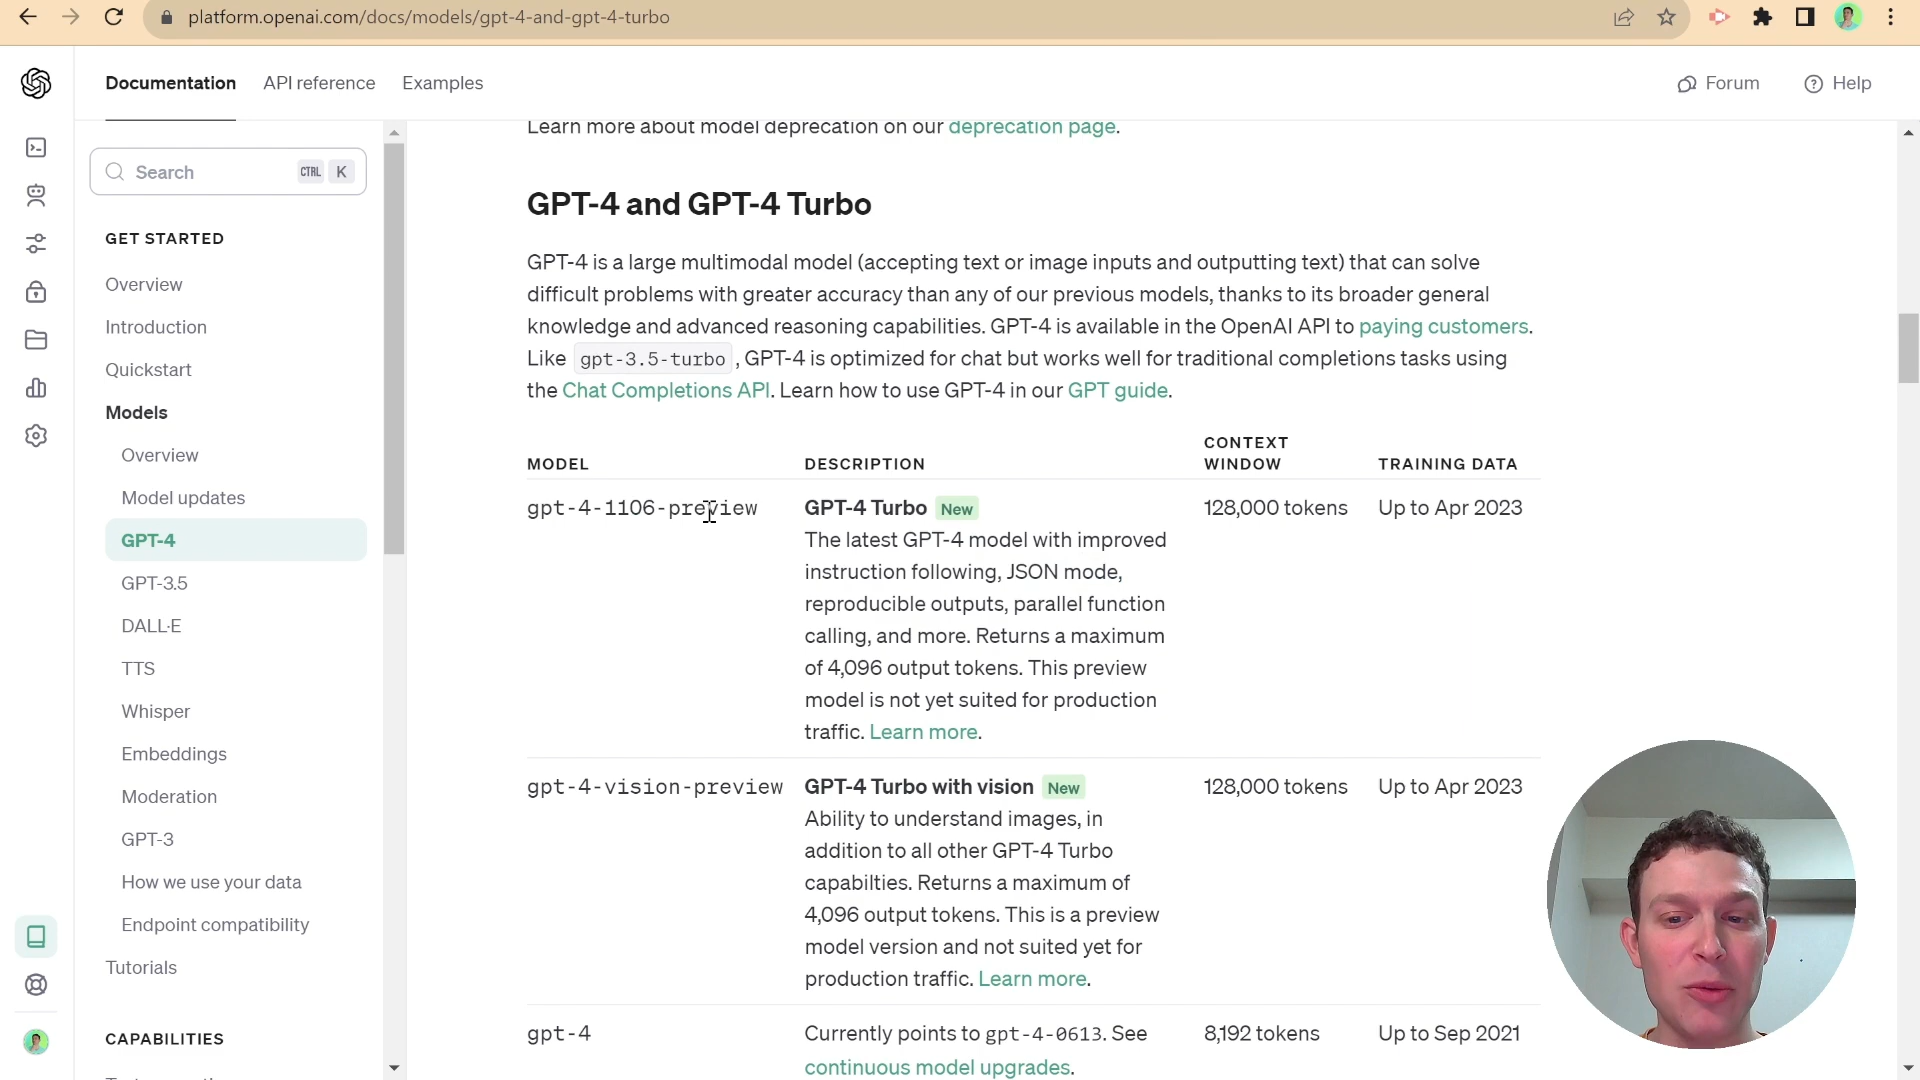 platform.openai.com/docs/models/gpt-4-and-gpt-4-turbo
Documentation
API reference
Examples
Forum
Help
Search
CTRL
K
GET STARTED
Overview
Introduction
Quickstart
Models
Overview
Model updates
GPT-4
GPT-3.5
DALL·E
TTS
Whisper
Embeddings
Moderation
GPT-3
How we use your data
Endpoint compatibility
Tutorials
CAPABILITIES
Learn more about model deprecation on our deprecation page.
GPT-4 and GPT-4 Turbo
GPT-4 is a large multimodal model (accepting text or image inputs and outputting text) that can solve
difficult problems with greater accuracy than any of our previous models, thanks to its broader general
knowledge and advanced reasoning capabilities. GPT-4 is available in the OpenAI API to paying customers.
Like gpt-3.5-turbo, GPT-4 is optimized for chat but works well for traditional completions tasks using
the Chat Completions API. Learn how to use GPT-4 in our GPT guide.
MODEL DESCRIPTION CONTEXT WINDOW TRAINING DATA
gpt-4-1106-preview GPT-4 Turbo New 128,000 tokens Up to Apr 2023
The latest GPT-4 model with improved
instruction following, JSON mode,
reproducible outputs, parallel function
calling, and more. Returns a maximum
of 4,096 output tokens. This preview
model is not yet suited for production
traffic. Learn more.
gpt-4-vision-preview GPT-4 Turbo with vision New 128,000 tokens Up to Apr 2023
Ability to understand images, in
addition to all other GPT-4 Turbo
capabilties. Returns a maximum of
4,096 output tokens. This is a preview
model version and not suited yet for
production traffic. Learn more.
gpt-4 Currently points to gpt-4-0613. See 8,192 tokens Up to Sep 2021
continuous model upgrades.